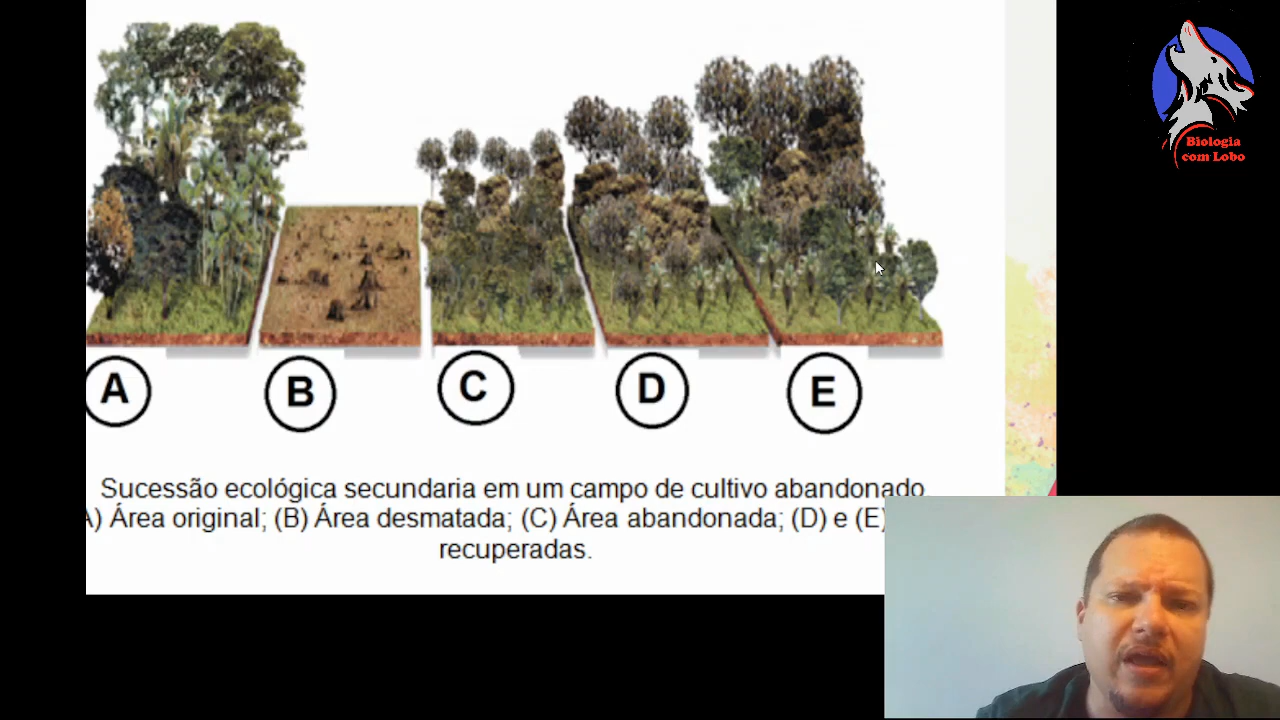 Biologia
com Lobo
A
B
C
D
E
Sucessão ecológica secundaria em um campo de cultivo abandonado
A) Área original; (B) Área desmatada; (C) Área abandonada; (D) e (E)
recuperadas.